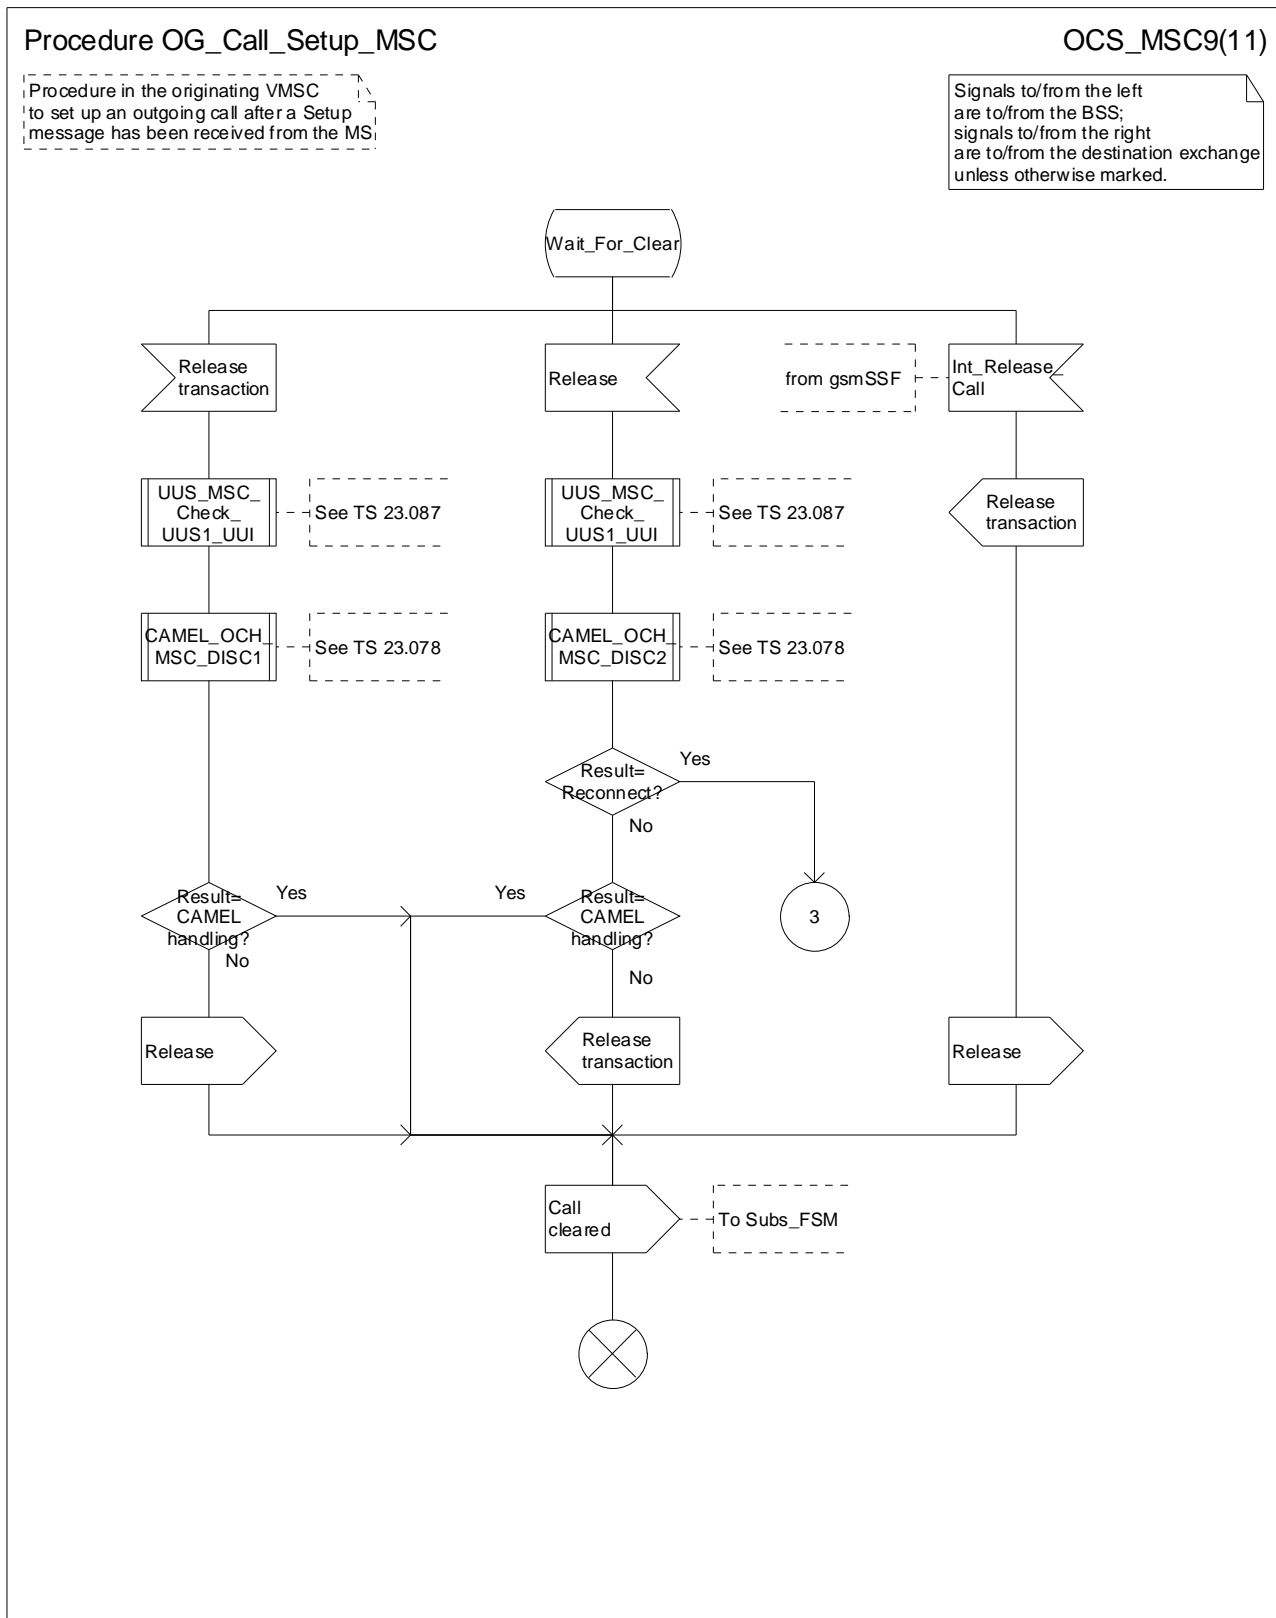 Procedure OG_Call_Setup_MSC
OCS_MSC9(11)
Procedure in the originating VMSC
to set up an outgoing call after a Setup
message has been received from the MS
Signals to/from the left
are to/from the BSS;
signals to/from the right
are to/from the destination exchange
unless otherwise marked.
Wait_For_Clear
Release
transaction
Release
from gsmSSF
Int_Release_
Call
UUS_MSC_
Check_
UUS1_UUI
See TS 23.087
UUS_MSC_
Check_
UUS1_UUI
See TS 23.087
Release
transaction
CAMEL_OCH_
MSC_DISC1
See TS 23.078
CAMEL_OCH_
MSC_DISC2
See TS 23.078
Result=
Reconnect?
Yes
No
Result=
CAMEL
handling?
Yes
No
Yes
Result=
CAMEL
handling?
No
3
Release
Release
transaction
Release
Call
cleared
To Subs_FSM